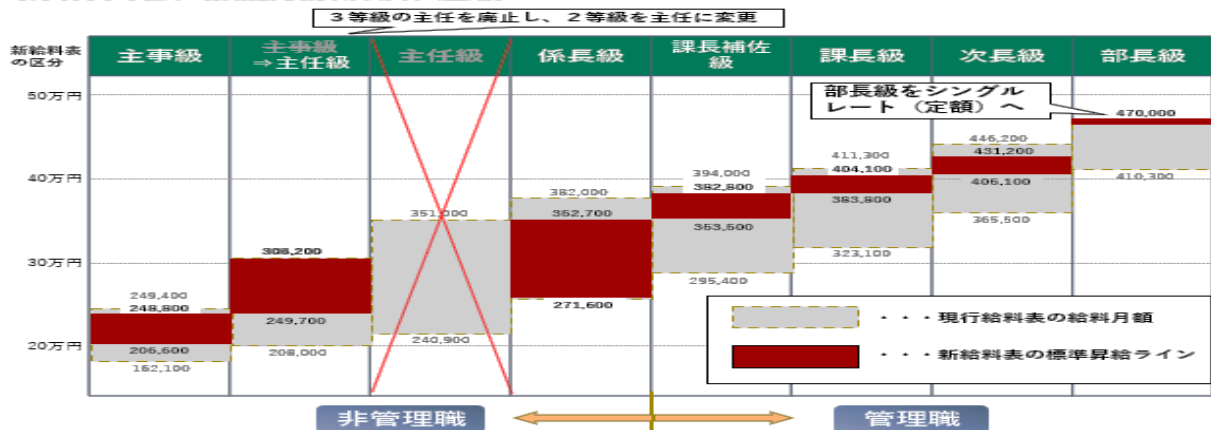 ３等級の主任を廃止し、２等級を主任に変更
新給料表
の区分
主事級
主事級
⇒主任級
主任級
係長級
課長補佐
級
課長級
次長級
部長級
50万円
40万円
30万円
20万円
部長級をシングル
レート（定額）へ
249,400
248,800
206,600
162,100
306,200
249,700
208,000
351,000
240,900
382,000
362,700
271,600
394,000
382,800
353,500
295,400
411,300
404,100
383,800
323,100
446,200
431,200
406,100
365,500
470,000
410,300
・・・現行給料表の給料月額
・・・新給料表の標準昇給ライン
非管理職
管理職